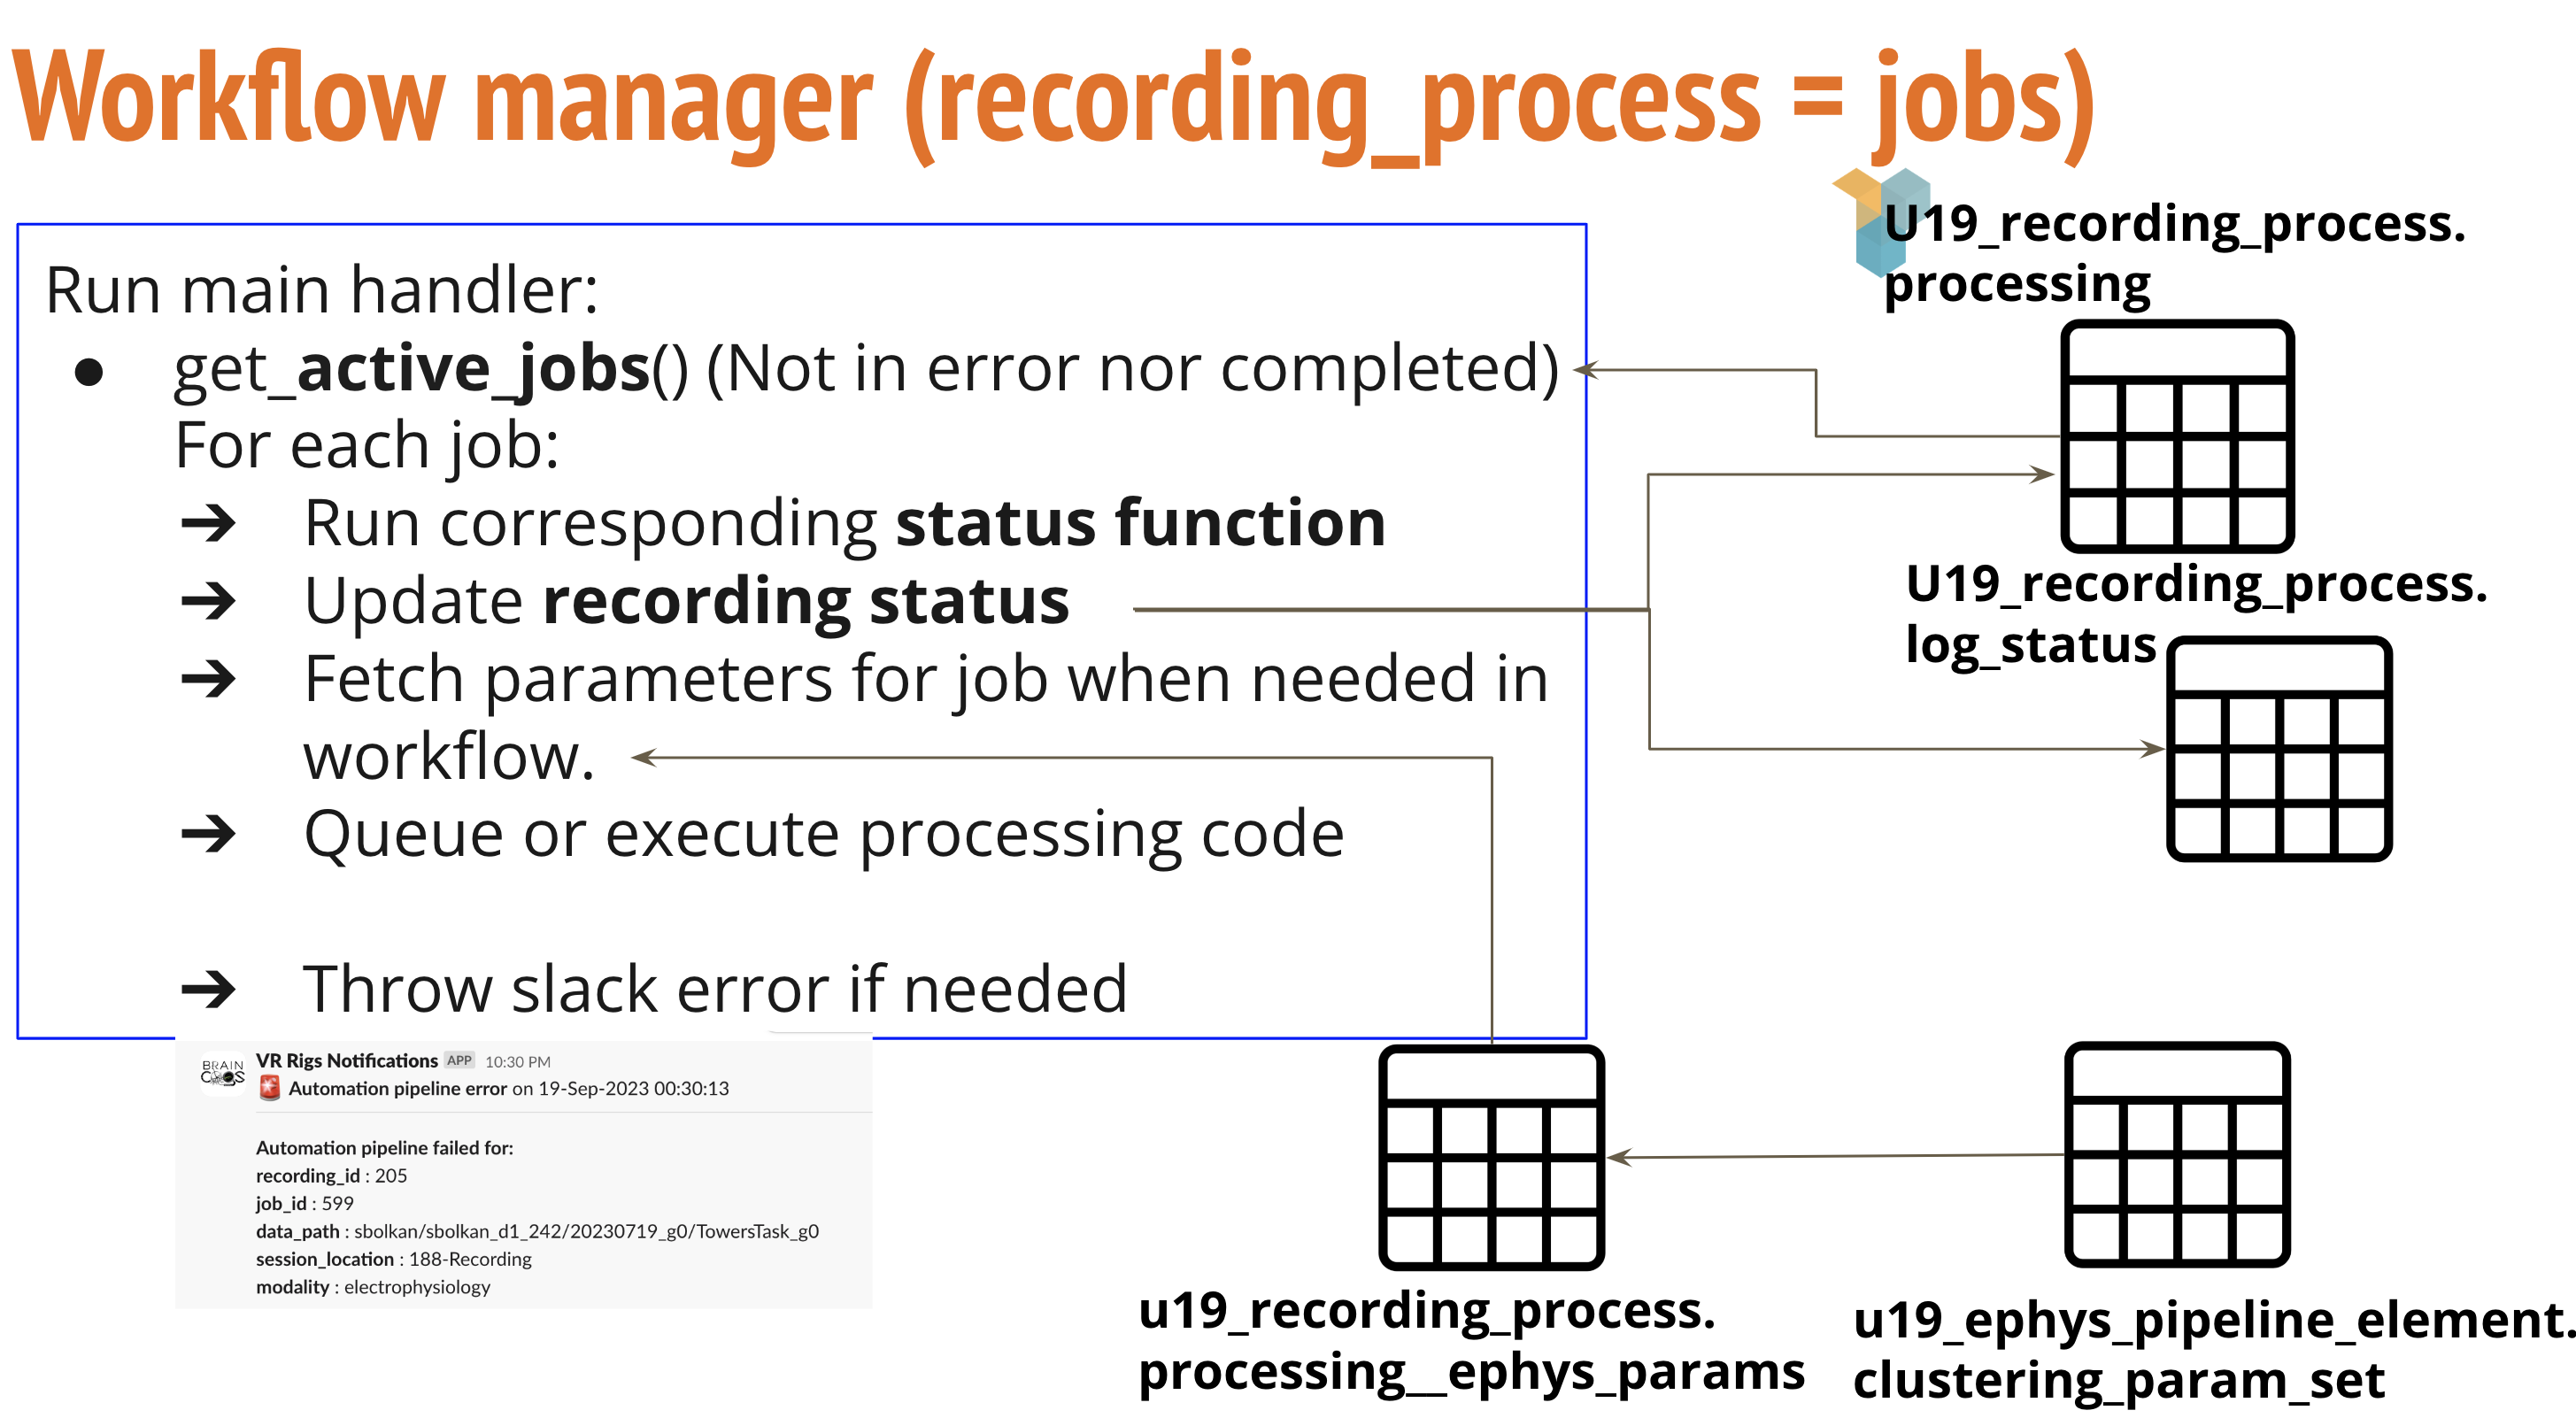 Workflow manager (recording_process = jobs)
Run main handler:
● get_active_jobs() (Not in error nor completed)
For each job:
➔ Run corresponding status function
➔ Update recording status
➔ Fetch parameters for job when needed in
workflow.
➔ Queue or execute processing code
➔ Throw slack error if needed
U19_recording_process.
processing
U19_recording_process.
log_status
BRAIN
COGS
VR Rigs Notifications APP 10:30 PM
🚨 Automation pipeline error on 19-Sep-2023 00:30:13
Automation pipeline failed for:
recording_id : 205
job_id : 599
data_path : sbolkan/sbolkan_d1_242/20230719_g0/TowersTask_g0
session_location : 188-Recording
modality : electrophysiology
u19_recording_process.
processing__ephys_params
u19_ephys_pipeline_element.
clustering_param_set